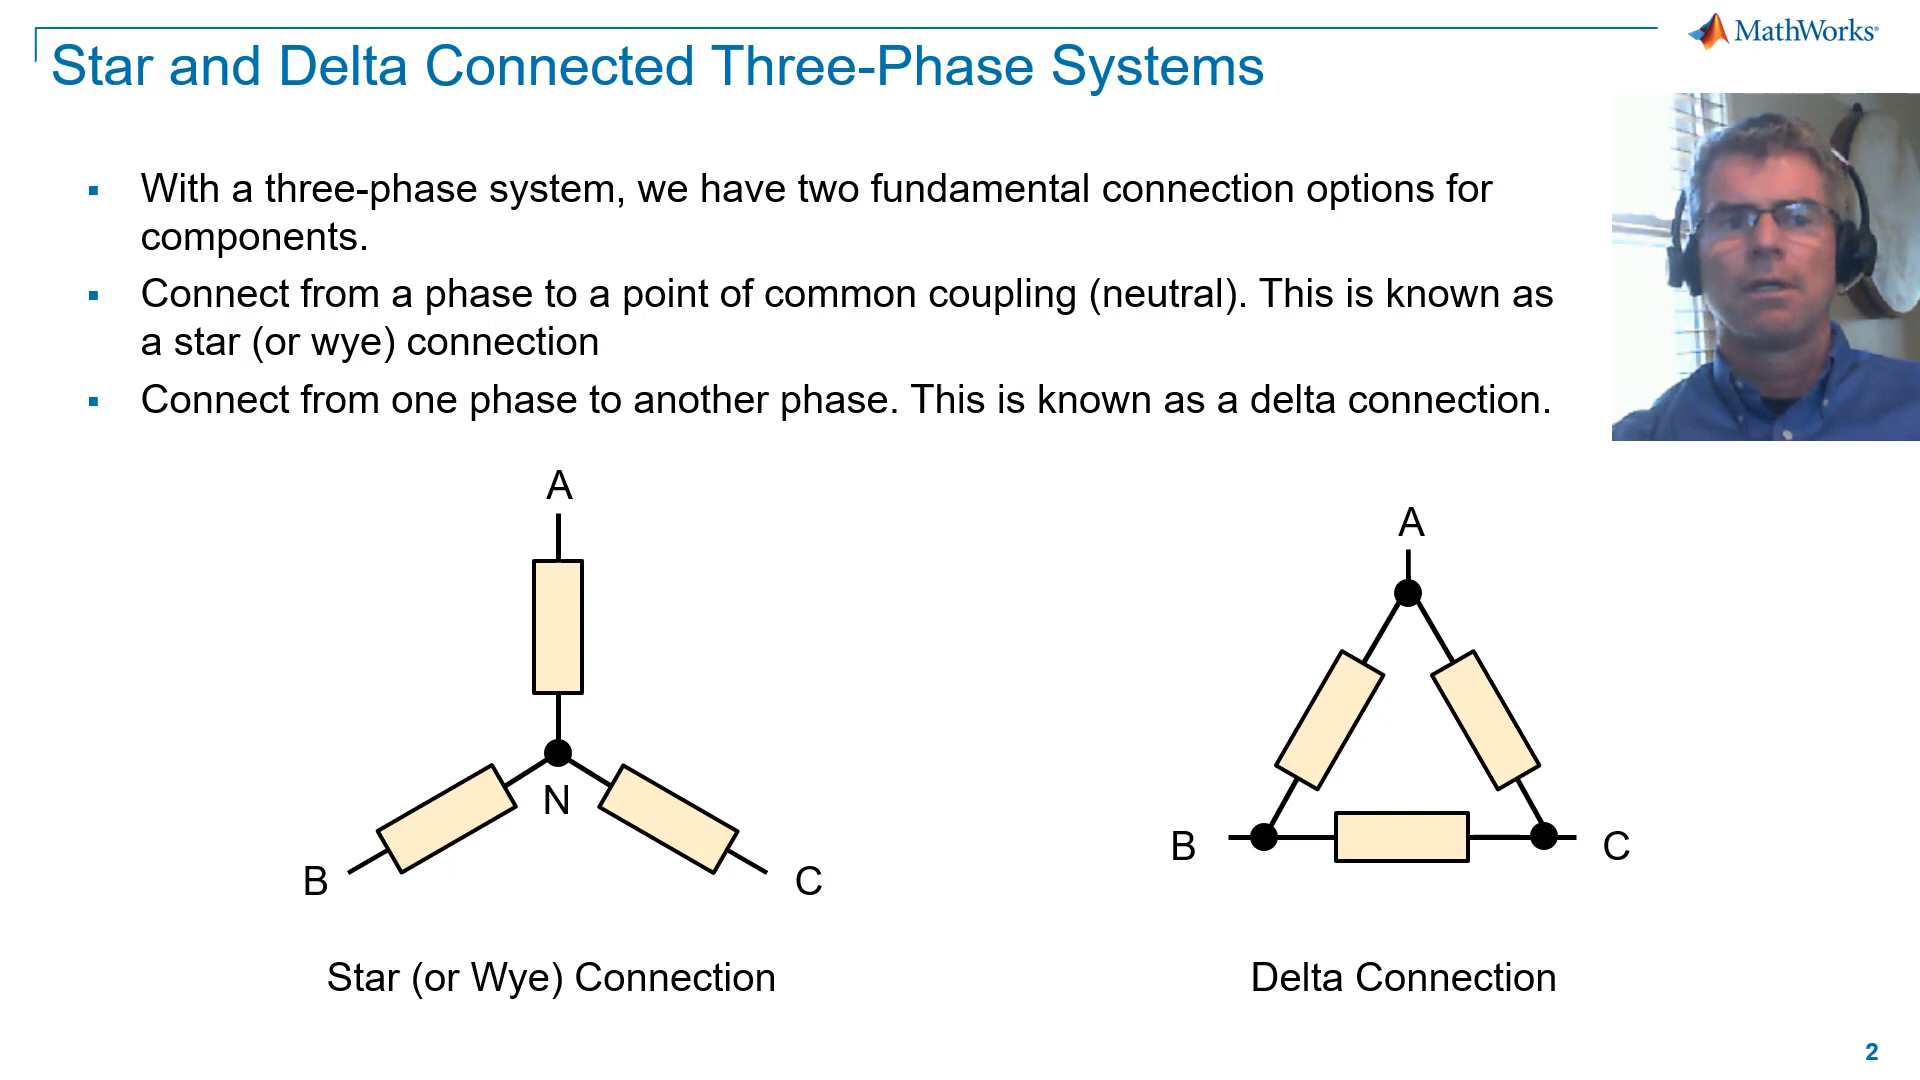 MathWorks®
Star and Delta Connected Three-Phase Systems
▪ With a three-phase system, we have two fundamental connection options for
components.
▪ Connect from a phase to a point of common coupling (neutral). This is known as
a star (or wye) connection
▪ Connect from one phase to another phase. This is known as a delta connection.
A
N
B
C
Star (or Wye) Connection
A
B
C
Delta Connection
2